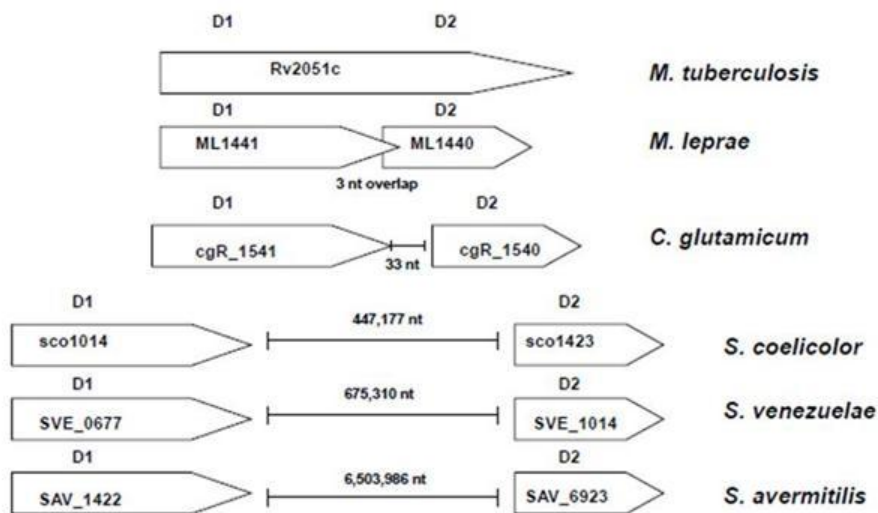 D1 D2
Rv2051c M. tuberculosis
D1 D2
ML1441 ML1440 M. leprae
3 nt overlap
D1 D2
cgR_1541 33 nt cgR_1540 C. glutamicum
D1 D2
sco1014 447,177 nt sco1423 S. coelicolor
D1 D2
SVE_0677 675,310 nt SVE_1014 S. venezuelae
D1 D2
SAV_1422 6,503,986 nt SAV_6923 S. avermitilis